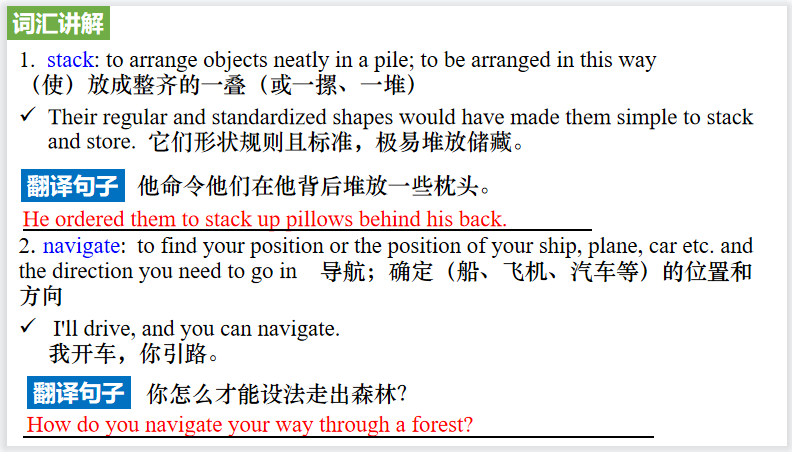 词汇讲解
1. stack: to arrange objects neatly in a pile; to be arranged in this way
（使）放成整齐的一叠（或一摞、一堆）
✓ Their regular and standardized shapes would have made them simple to stack
and store. 它们形状规则且标准，极易堆放储藏。
翻译句子 他命令他们在他背后堆放一些枕头。
He ordered them to stack up pillows behind his back.
2. navigate: to find your position or the position of your ship, plane, car etc. and
the direction you need to go in 导航；确定（船、飞机、汽车等）的位置和
方向
✓ I'll drive, and you can navigate.
我开车，你引路。
翻译句子 你怎么才能设法走出森林?
How do you navigate your way through a forest?